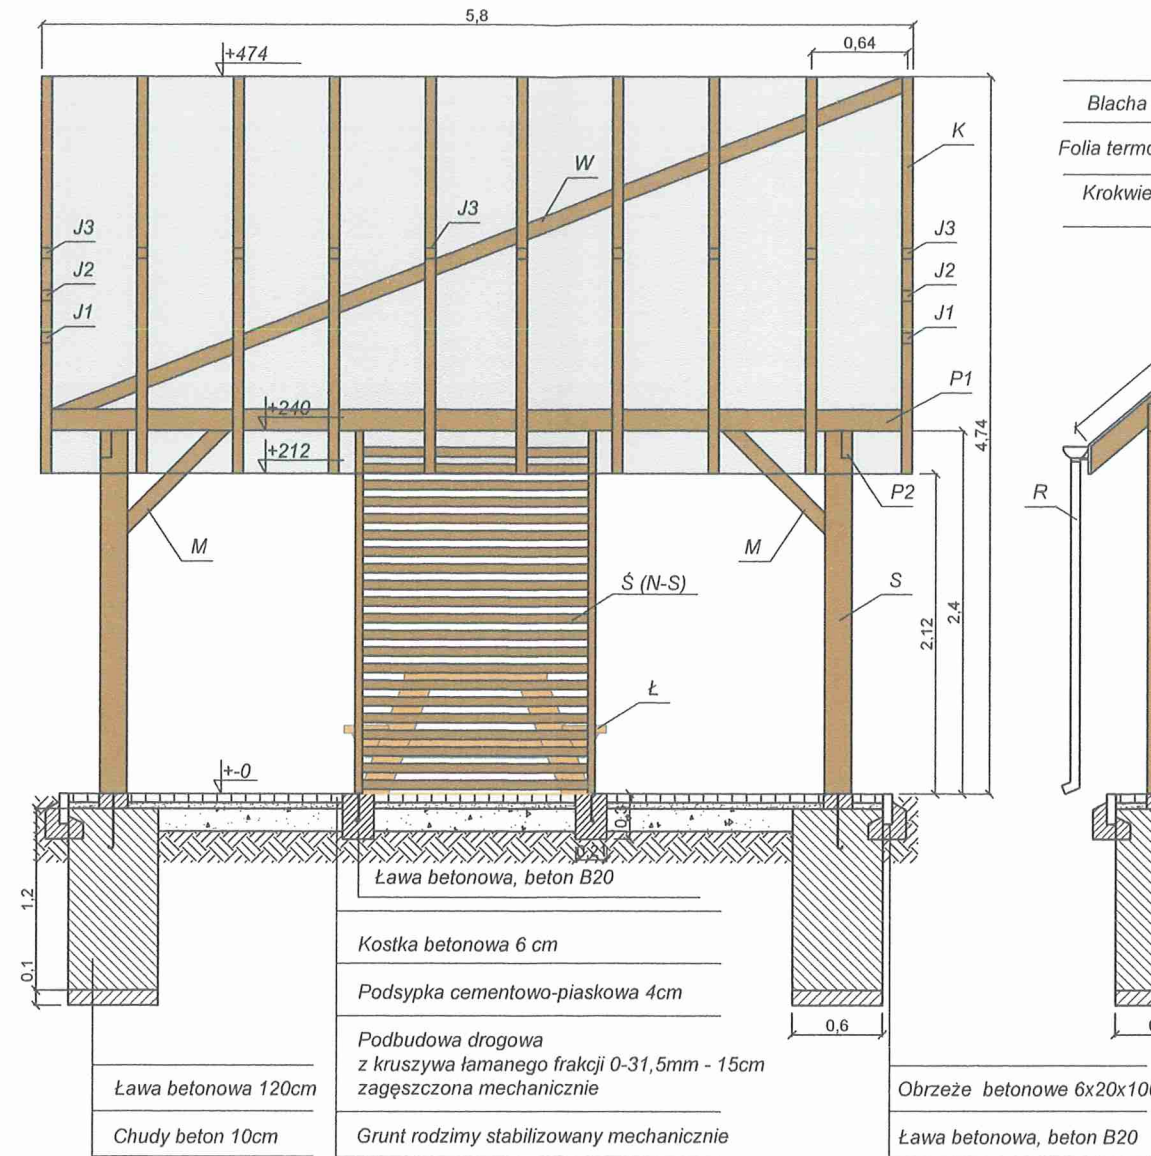 5,8
+474
0,64
K
Blacha
Folia termo
Krokwie
W
J3
J3
J3
J2
J2
J1
J1
P1
+240
+212
4,74
P2
R
M
M
Ś (N-S)
S
2,12
2,4
Ł
+-0
0,3
0,21
Ława betonowa, beton B20
1,2
0,1
Kostka betonowa 6 cm
Podsypka cementowo-piaskowa 4cm
0,6
Podbudowa drogowa
z kruszywa łamanego frakcji 0-31,5mm - 15cm
zagęszczona mechanicznie
Ława betonowa 120cm
Obrzeże betonowe 6x20x100
Chudy beton 10cm
Grunt rodzimy stabilizowany mechanicznie
Ława betonowa, beton B20